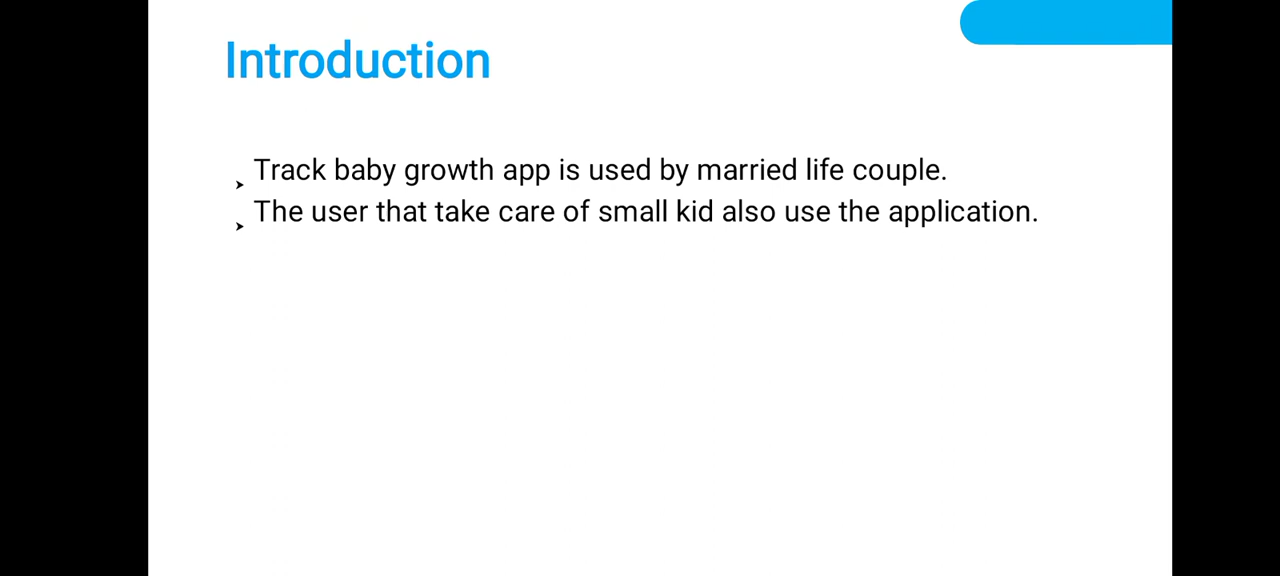 Introduction
Track baby growth app is used by married life couple.
The user that take care of small kid also use the application.